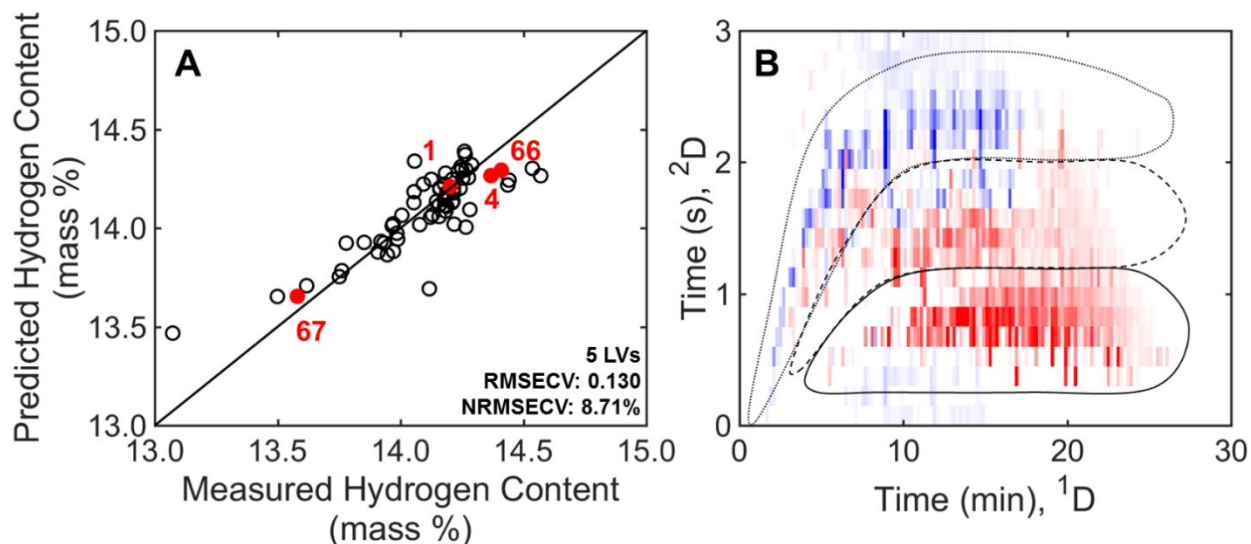 A
Predicted Hydrogen Content
(mass %)
15.0
14.5
14.0
13.5
13.0
1
66
4
67
5 LVs
RMSECV: 0.130
NRMSECV: 8.71%
13.0 13.5 14.0 14.5 15.0
Measured Hydrogen Content
(mass %)
B
Time (s), ²D
3
2
1
0
0 10 20 30
Time (min), ¹D